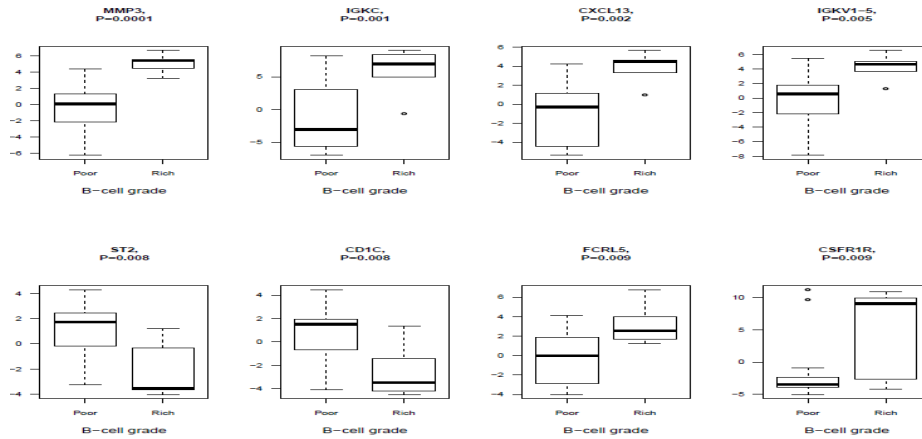 MMP3,
P=0.0001
6
4
2
0
−2
−4
−6
Poor
Rich
B−cell grade
IGKC,
P=0.001
5
0
−5
Poor
Rich
B−cell grade
CXCL13,
P=0.002
6
4
2
0
−2
−4
Poor
Rich
B−cell grade
IGKV1−5,
P=0.005
6
4
2
0
−2
−4
−6
−8
Poor
Rich
B−cell grade
ST2,
P=0.008
4
2
0
−2
−4
Poor
Rich
B−cell grade
CD1C,
P=0.008
4
2
0
−2
−4
Poor
Rich
B−cell grade
FCRL5,
P=0.009
6
4
2
0
−2
−4
Poor
Rich
B−cell grade
CSFR1R,
P=0.009
10
5
0
−5
Poor
Rich
B−cell grade